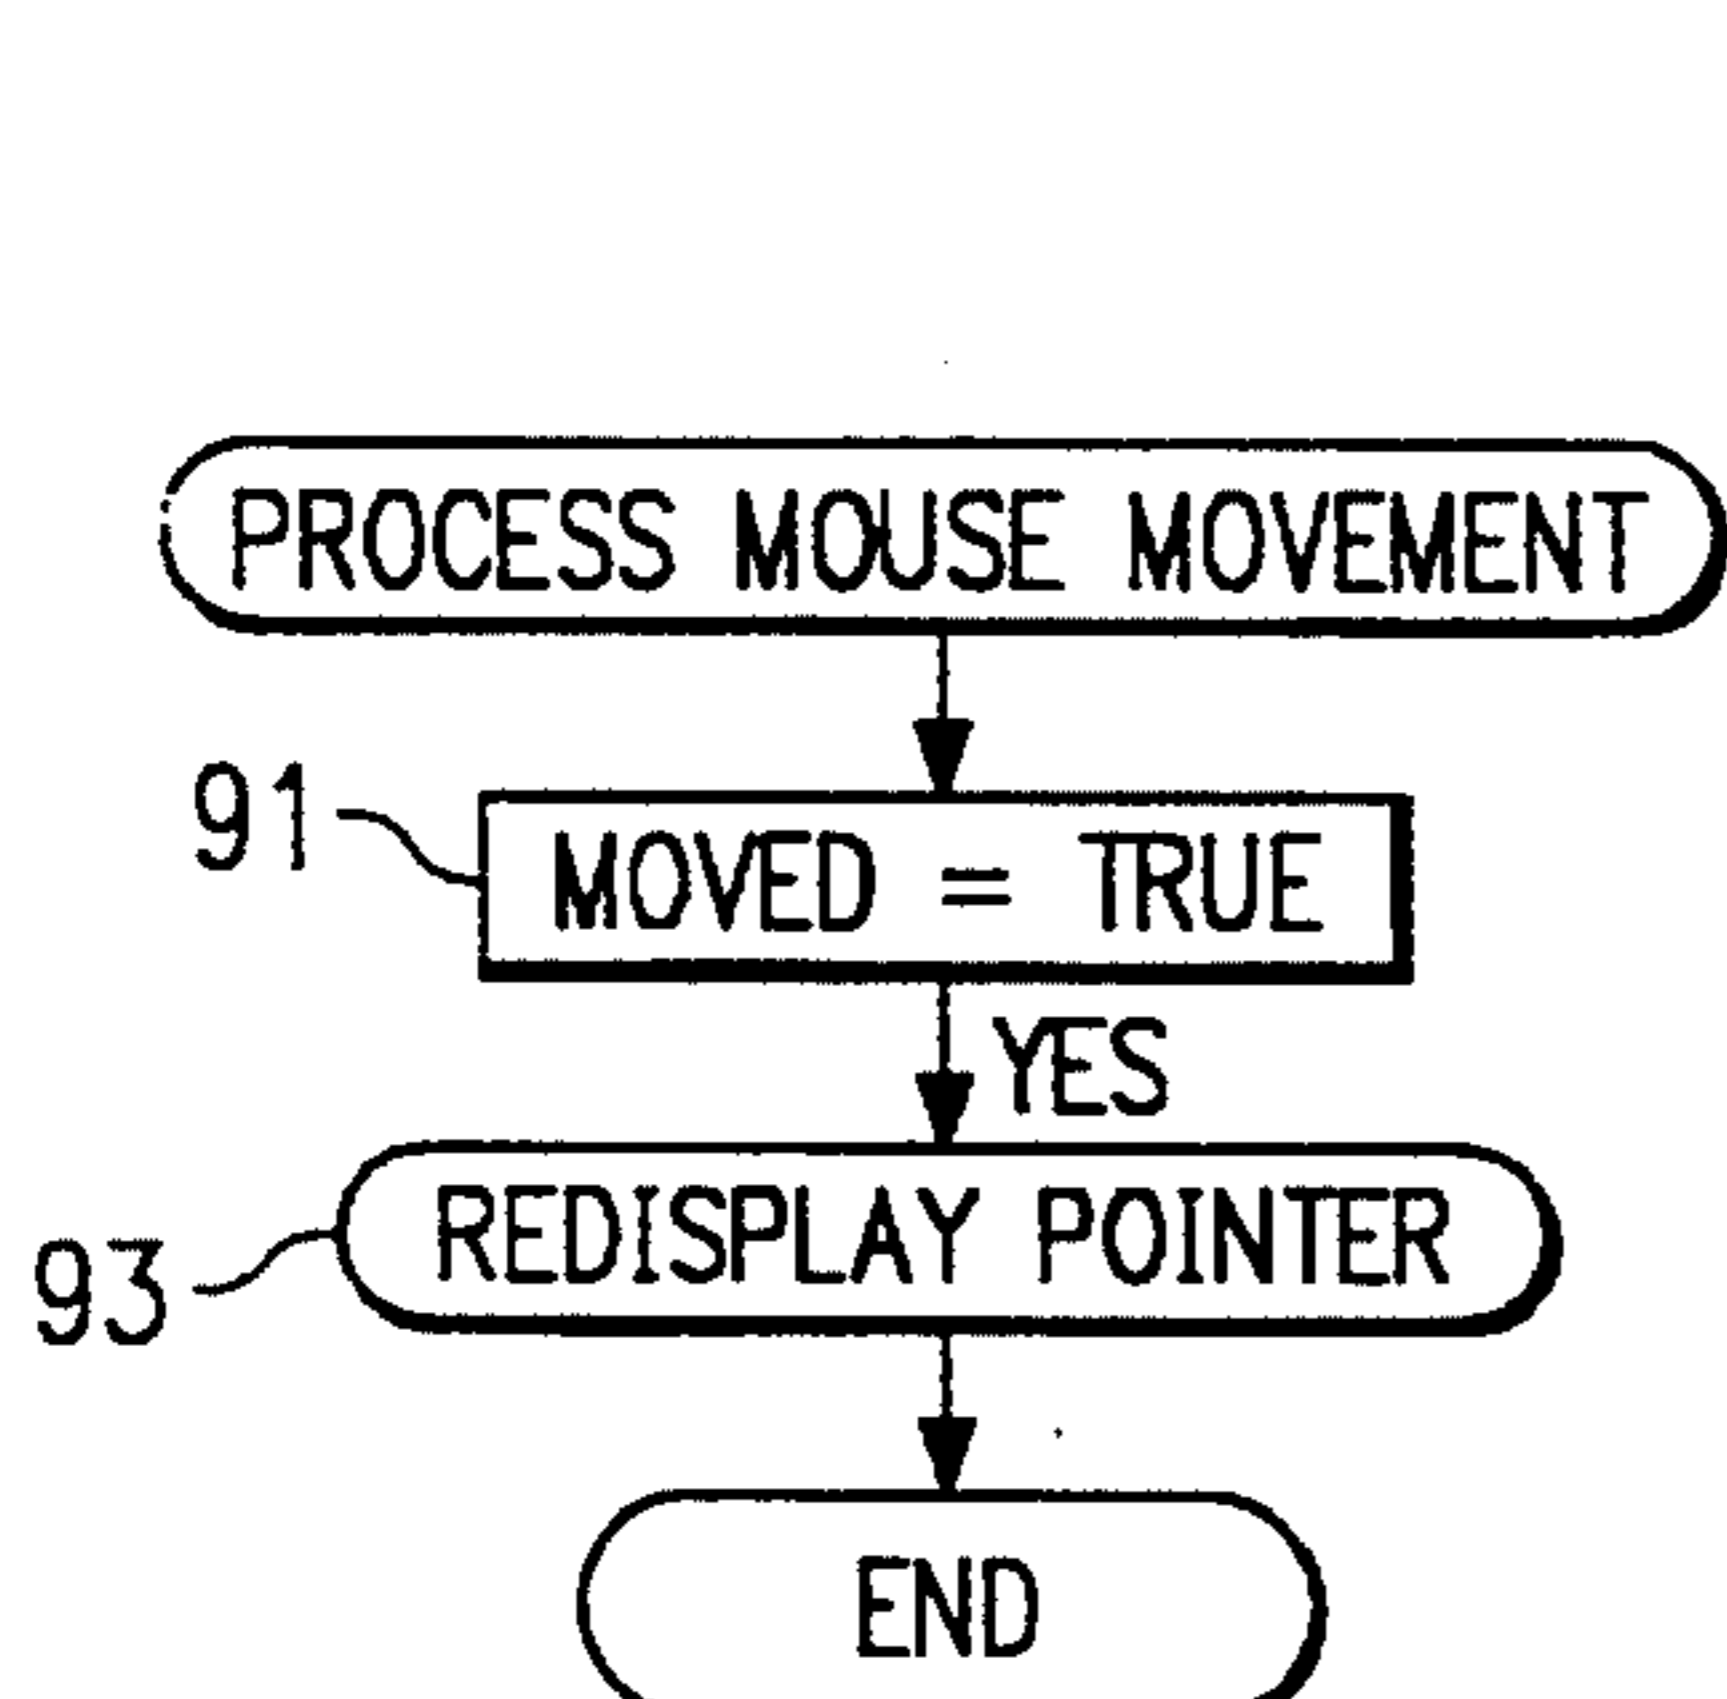 PROCESS MOUSE MOVEMENT
91
MOVED = TRUE
YES
REDISPLAY POINTER
93
END